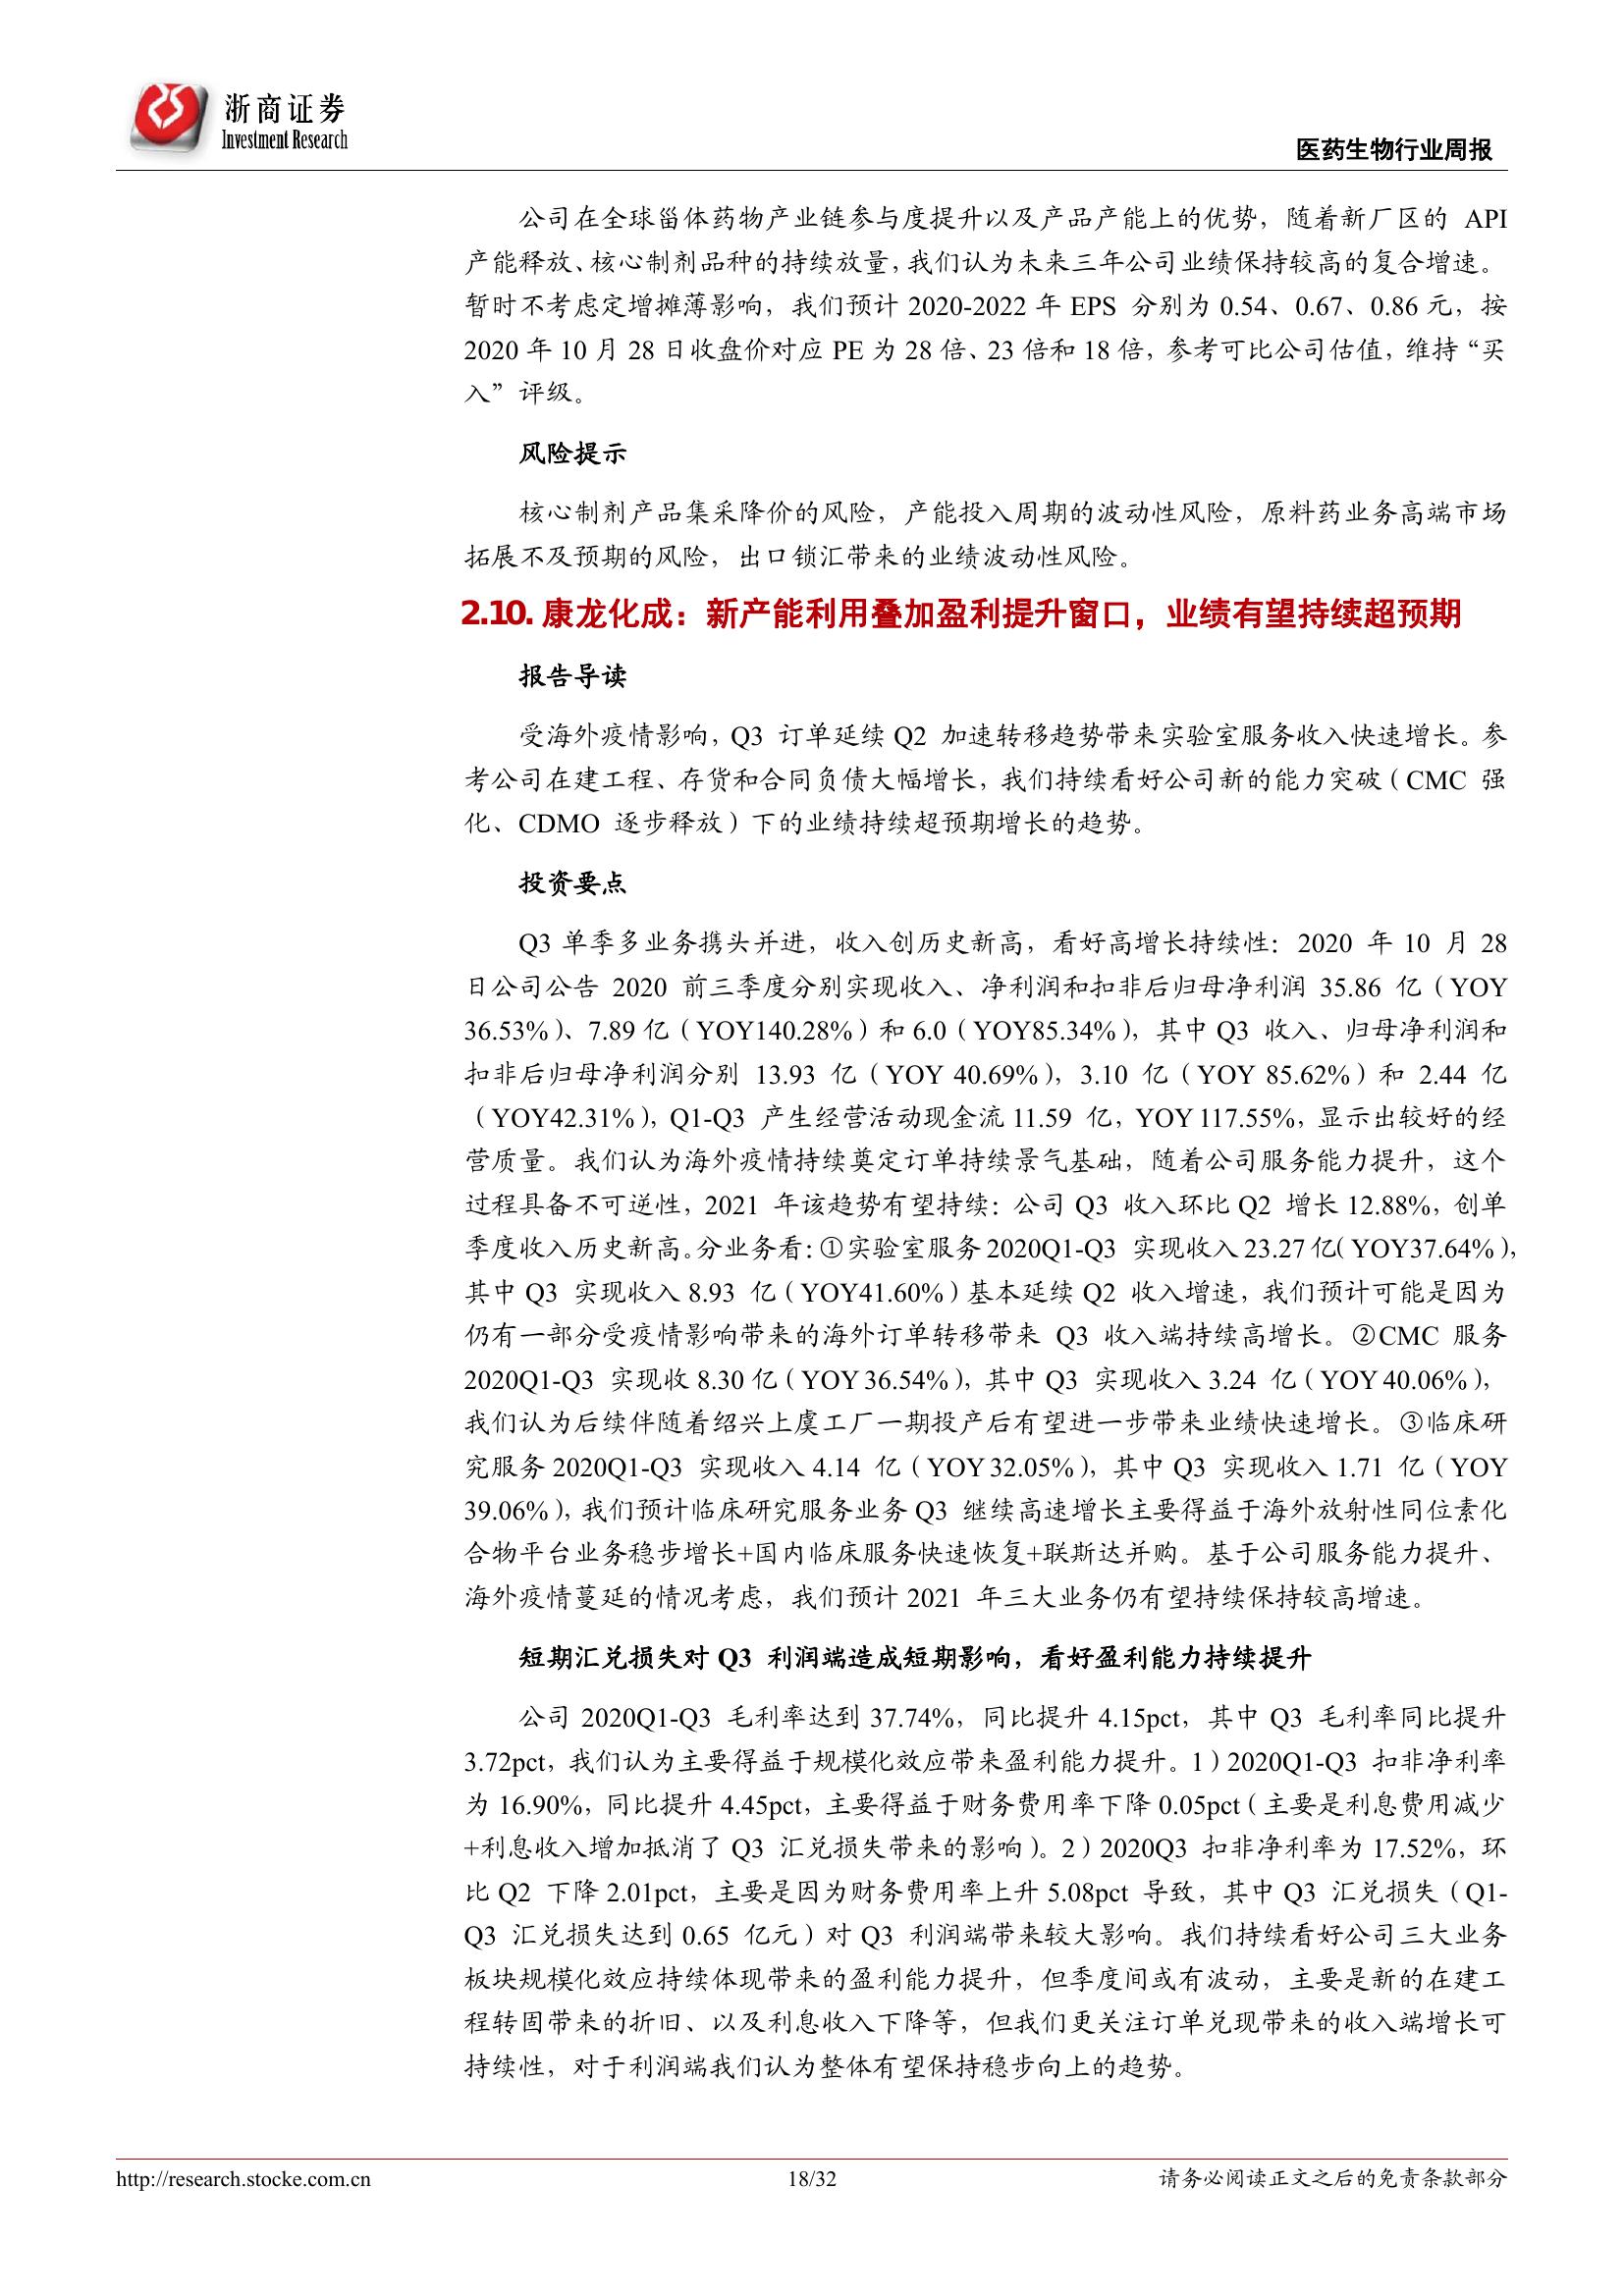 浙商证券
Investment Research
医药生物行业周报
公司在全球甾体药物产业链参与度提升以及产品产能上的优势，随着新厂区的 API
产能释放、核心制剂品种的持续放量，我们认为未来三年公司业绩保持较高的复合增速。
暂时不考虑定增摊薄影响，我们预计 2020-2022 年 EPS 分别为 0.54、0.67、0.86 元，按
2020 年 10 月 28 日收盘价对应 PE 为 28 倍、23 倍和 18 倍，参考可比公司估值，维持“买
入”评级。
风险提示
核心制剂产品集采降价的风险，产能投入周期的波动性风险，原料药业务高端市场
拓展不及预期的风险，出口锁汇带来的业绩波动性风险。
2.10. 康龙化成：新产能利用叠加盈利提升窗口，业绩有望持续超预期
报告导读
受海外疫情影响，Q3 订单延续 Q2 加速转移趋势带来实验室服务收入快速增长。参
考公司在建工程、存货和合同负债大幅增长，我们持续看好公司新的能力突破（CMC 强
化、CDMO 逐步释放）下的业绩持续超预期增长的趋势。
投资要点
Q3 单季多业务携头并进，收入创历史新高，看好高增长持续性：2020 年 10 月 28
日公司公告 2020 前三季度分别实现收入、净利润和扣非后归母净利润 35.86 亿（YOY
36.53%）、7.89 亿（YOY140.28%）和 6.0（YOY85.34%），其中 Q3 收入、归母净利润和
扣非后归母净利润分别 13.93 亿（YOY 40.69%），3.10 亿（YOY 85.62%）和 2.44 亿
（YOY42.31%），Q1-Q3 产生经营活动现金流 11.59 亿，YOY 117.55%，显示出较好的经
营质量。我们认为海外疫情持续奠定订单持续景气基础，随着公司服务能力提升，这个
过程具备不可逆性，2021 年该趋势有望持续：公司 Q3 收入环比 Q2 增长 12.88%，创单
季度收入历史新高。分业务看：①实验室服务 2020Q1-Q3 实现收入 23.27 亿（YOY37.64%），
其中 Q3 实现收入 8.93 亿（YOY41.60%）基本延续 Q2 收入增速，我们预计可能是因为
仍有一部分受疫情影响带来的海外订单转移带来 Q3 收入端持续高增长。②CMC 服务
2020Q1-Q3 实现收 8.30 亿（YOY 36.54%），其中 Q3 实现收入 3.24 亿（YOY 40.06%），
我们认为后续伴随着绍兴上虞工厂一期投产后有望进一步带来业绩快速增长。③临床研
究服务 2020Q1-Q3 实现收入 4.14 亿（YOY 32.05%），其中 Q3 实现收入 1.71 亿（YOY
39.06%），我们预计临床研究服务业务 Q3 继续高速增长主要得益于海外放射性同位素化
合物平台业务稳步增长+国内临床服务快速恢复+联斯达并购。基于公司服务能力提升、
海外疫情蔓延的情况考虑，我们预计 2021 年三大业务仍有望持续保持较高增速。
短期汇兑损失对 Q3 利润端造成短期影响，看好盈利能力持续提升
公司 2020Q1-Q3 毛利率达到 37.74%，同比提升 4.15pct，其中 Q3 毛利率同比提升
3.72pct，我们认为主要得益于规模化效应带来盈利能力提升。1）2020Q1-Q3 扣非净利率
为 16.90%，同比提升 4.45pct，主要得益于财务费用率下降 0.05pct（主要是利息费用减少
+利息收入增加抵消了 Q3 汇兑损失带来的影响）。2）2020Q3 扣非净利率为 17.52%，环
比 Q2 下降 2.01pct，主要是因为财务费用率上升 5.08pct 导致，其中 Q3 汇兑损失（Q1-
Q3 汇兑损失达到 0.65 亿元）对 Q3 利润端带来较大影响。我们持续看好公司三大业务
板块规模化效应持续体现带来的盈利能力提升，但季度间或有波动，主要是新的在建工
程转固带来的折旧、以及利息收入下降等，但我们更关注订单兑现带来的收入端增长可
持续性，对于利润端我们认为整体有望保持稳步向上的趋势。
http://research.stocke.com.cn
18/32
请务必阅读正文之后的免责条款部分